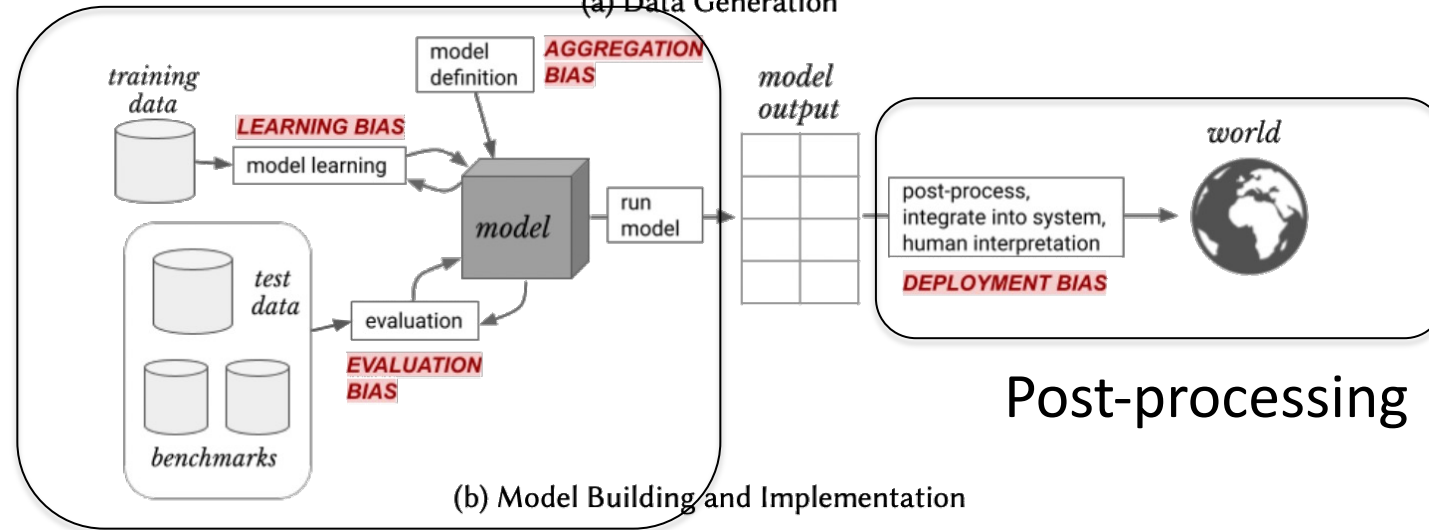 (a) Data Generation
training
data
model
definition
AGGREGATION
BIAS
LEARNING BIAS
model learning
model
run
model
model
output
test
data
evaluation
EVALUATION
BIAS
benchmarks
post-process,
integrate into system,
human interpretation
DEPLOYMENT BIAS
world
Post-processing
(b) Model Building and Implementation